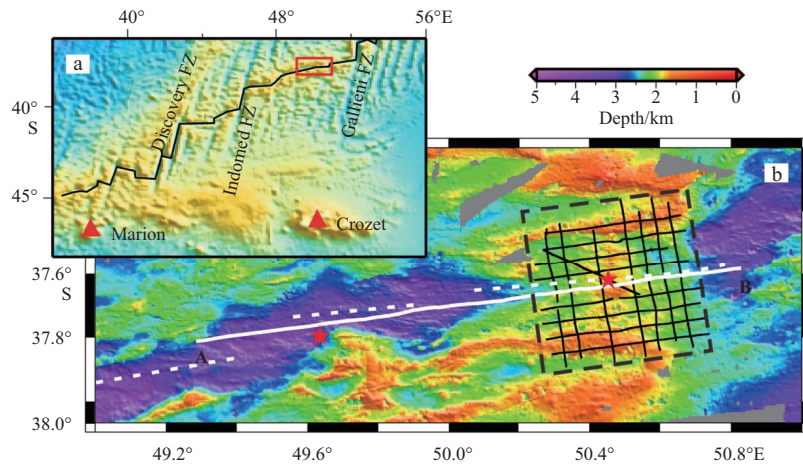 40° 48° 56°E
a
Discovery FZ
Indomed FZ
Gallieni FZ
40°
S
45°
Marion
Crozet
5 4 3 2 1 0
Depth/km
b
37.6°
S
37.8°
38.0°
A
B
49.2° 49.6° 50.0° 50.4° 50.8°E